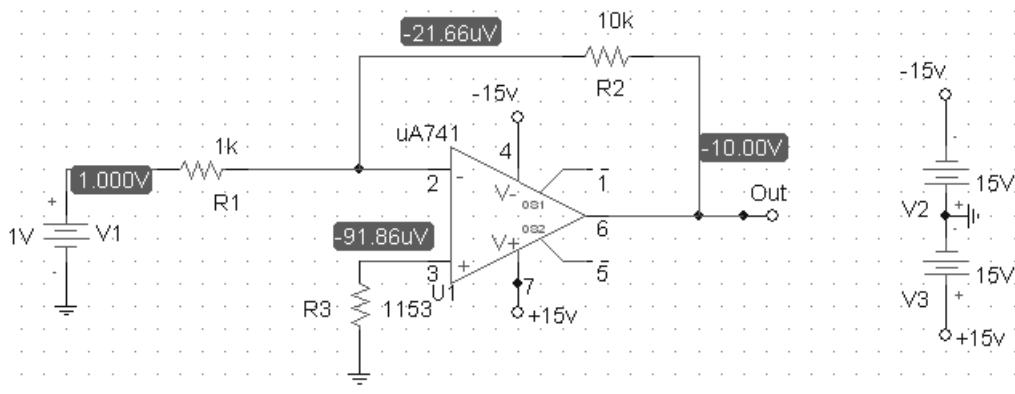 -21.66uV
10k
R2
-15v
-15v
uA741
4
-10.00V
1k
1.000V
R1
2
-
V-
OS1
1
Out
15V
V2
+
-
1V
V1
+
-
-91.86uV
OS2
6
V+
3
+
U1
5
7
R3
1153
+15v
-
+
15V
V3
+15v